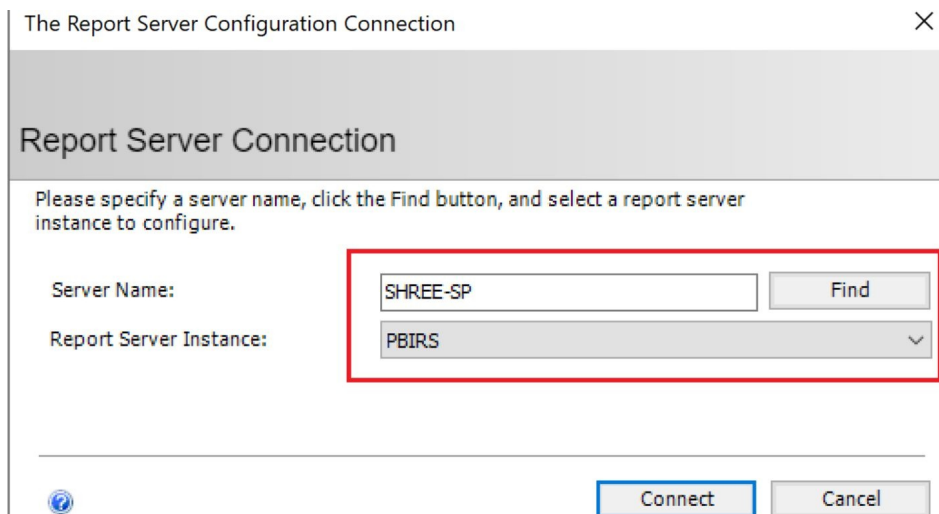 The Report Server Configuration Connection
Report Server Connection
Please specify a server name, click the Find button, and select a report server
instance to configure.
Server Name: SHREE-SP Find
Report Server Instance: PBIRS
Connect Cancel